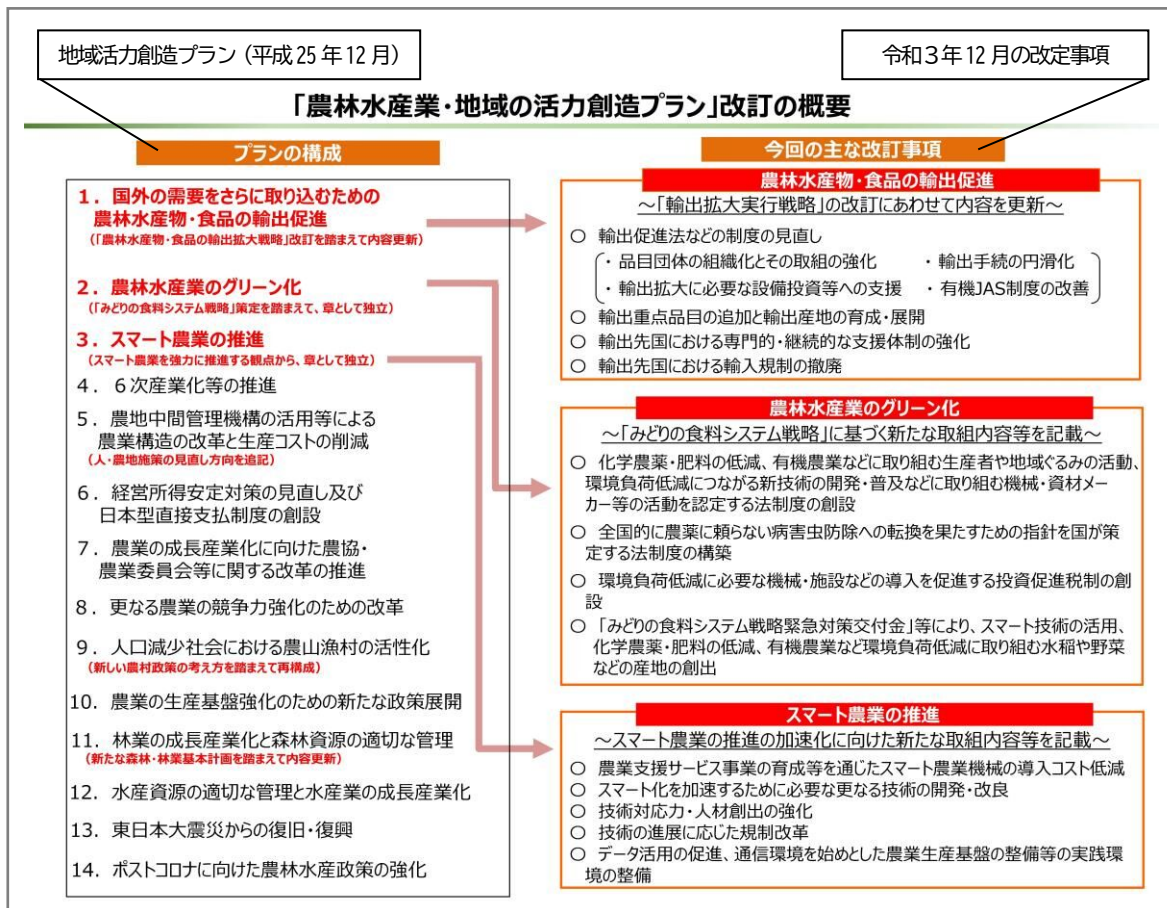 地域活力創造プラン（平成25年12月）
令和３年12月の改定事項
「農林水産業・地域の活力創造プラン」改訂の概要
プランの構成
1．国外の需要をさらに取り込むための
農林水産物・食品の輸出促進
（「農林水産物・食品の輸出拡大戦略」改訂を踏まえて内容更新）
2．農林水産業のグリーン化
（「みどりの食料システム戦略」策定を踏まえて、章として独立）
3．スマート農業の推進
（スマート農業を強力に推進する観点から、章として独立）
4．６次産業化等の推進
5．農地中間管理機構の活用等による
農業構造の改革と生産コストの削減
（人・農地施策の見直し方向を追記）
6．経営所得安定対策の見直し及び
日本型直接支払制度の創設
7．農業の成長産業化に向けた農協・
農業委員会等に関する改革の推進
8．更なる農業の競争力強化のための改革
9．人口減少社会における農山漁村の活性化
（新しい農村政策の考え方を踏まえて再構成）
10．農業の生産基盤強化のための新たな政策展開
11．林業の成長産業化と森林資源の適切な管理
（新たな森林・林業基本計画を踏まえて内容更新）
12．水産資源の適切な管理と水産業の成長産業化
13．東日本大震災からの復旧・復興
14．ポストコロナに向けた農林水産政策の強化
今回の主な改訂事項
農林水産物・食品の輸出促進
～「輸出拡大実行戦略」の改訂にあわせて内容を更新～
○ 輸出促進法などの制度の見直し
・品目団体の組織化とその取組の強化 ・輸出手続の円滑化
・輸出拡大に必要な設備投資等への支援 ・有機JAS制度の改善
○ 輸出重点品目の追加と輸出産地の育成・展開
○ 輸出先国における専門的・継続的な支援体制の強化
○ 輸出先国における輸入規制の撤廃
農林水産業のグリーン化
～「みどりの食料システム戦略」に基づく新たな取組内容等を記載～
○ 化学農薬・肥料の低減、有機農業などに取り組む生産者や地域ぐるみの活動、
環境負荷低減につながる新技術の開発・普及などに取り組む機械・資材メー
カー等の活動を認定する法制度の創設
○ 全国的に農薬に頼らない病害虫防除への転換を果たすための指針を国が策
定する法制度の構築
○ 環境負荷低減に必要な機械・施設などの導入を促進する投資促進税制の創
設
○「みどりの食料システム戦略緊急対策交付金」等により、スマート技術の活用、
化学農薬・肥料の低減、有機農業など環境負荷低減に取り組む水稲や野菜
などの産地の創出
スマート農業の推進
～スマート農業の推進の加速化に向けた新たな取組内容等を記載～
○ 農業支援サービス事業の育成等を通じたスマート農業機械の導入コスト低減
○ スマート化を加速するために必要な更なる技術の開発・改良
○ 技術対応力・人材創出の強化
○ 技術の進展に応じた規制改革
○ データ活用の促進、通信環境を始めとした農業生産基盤の整備等の実践環
境の整備